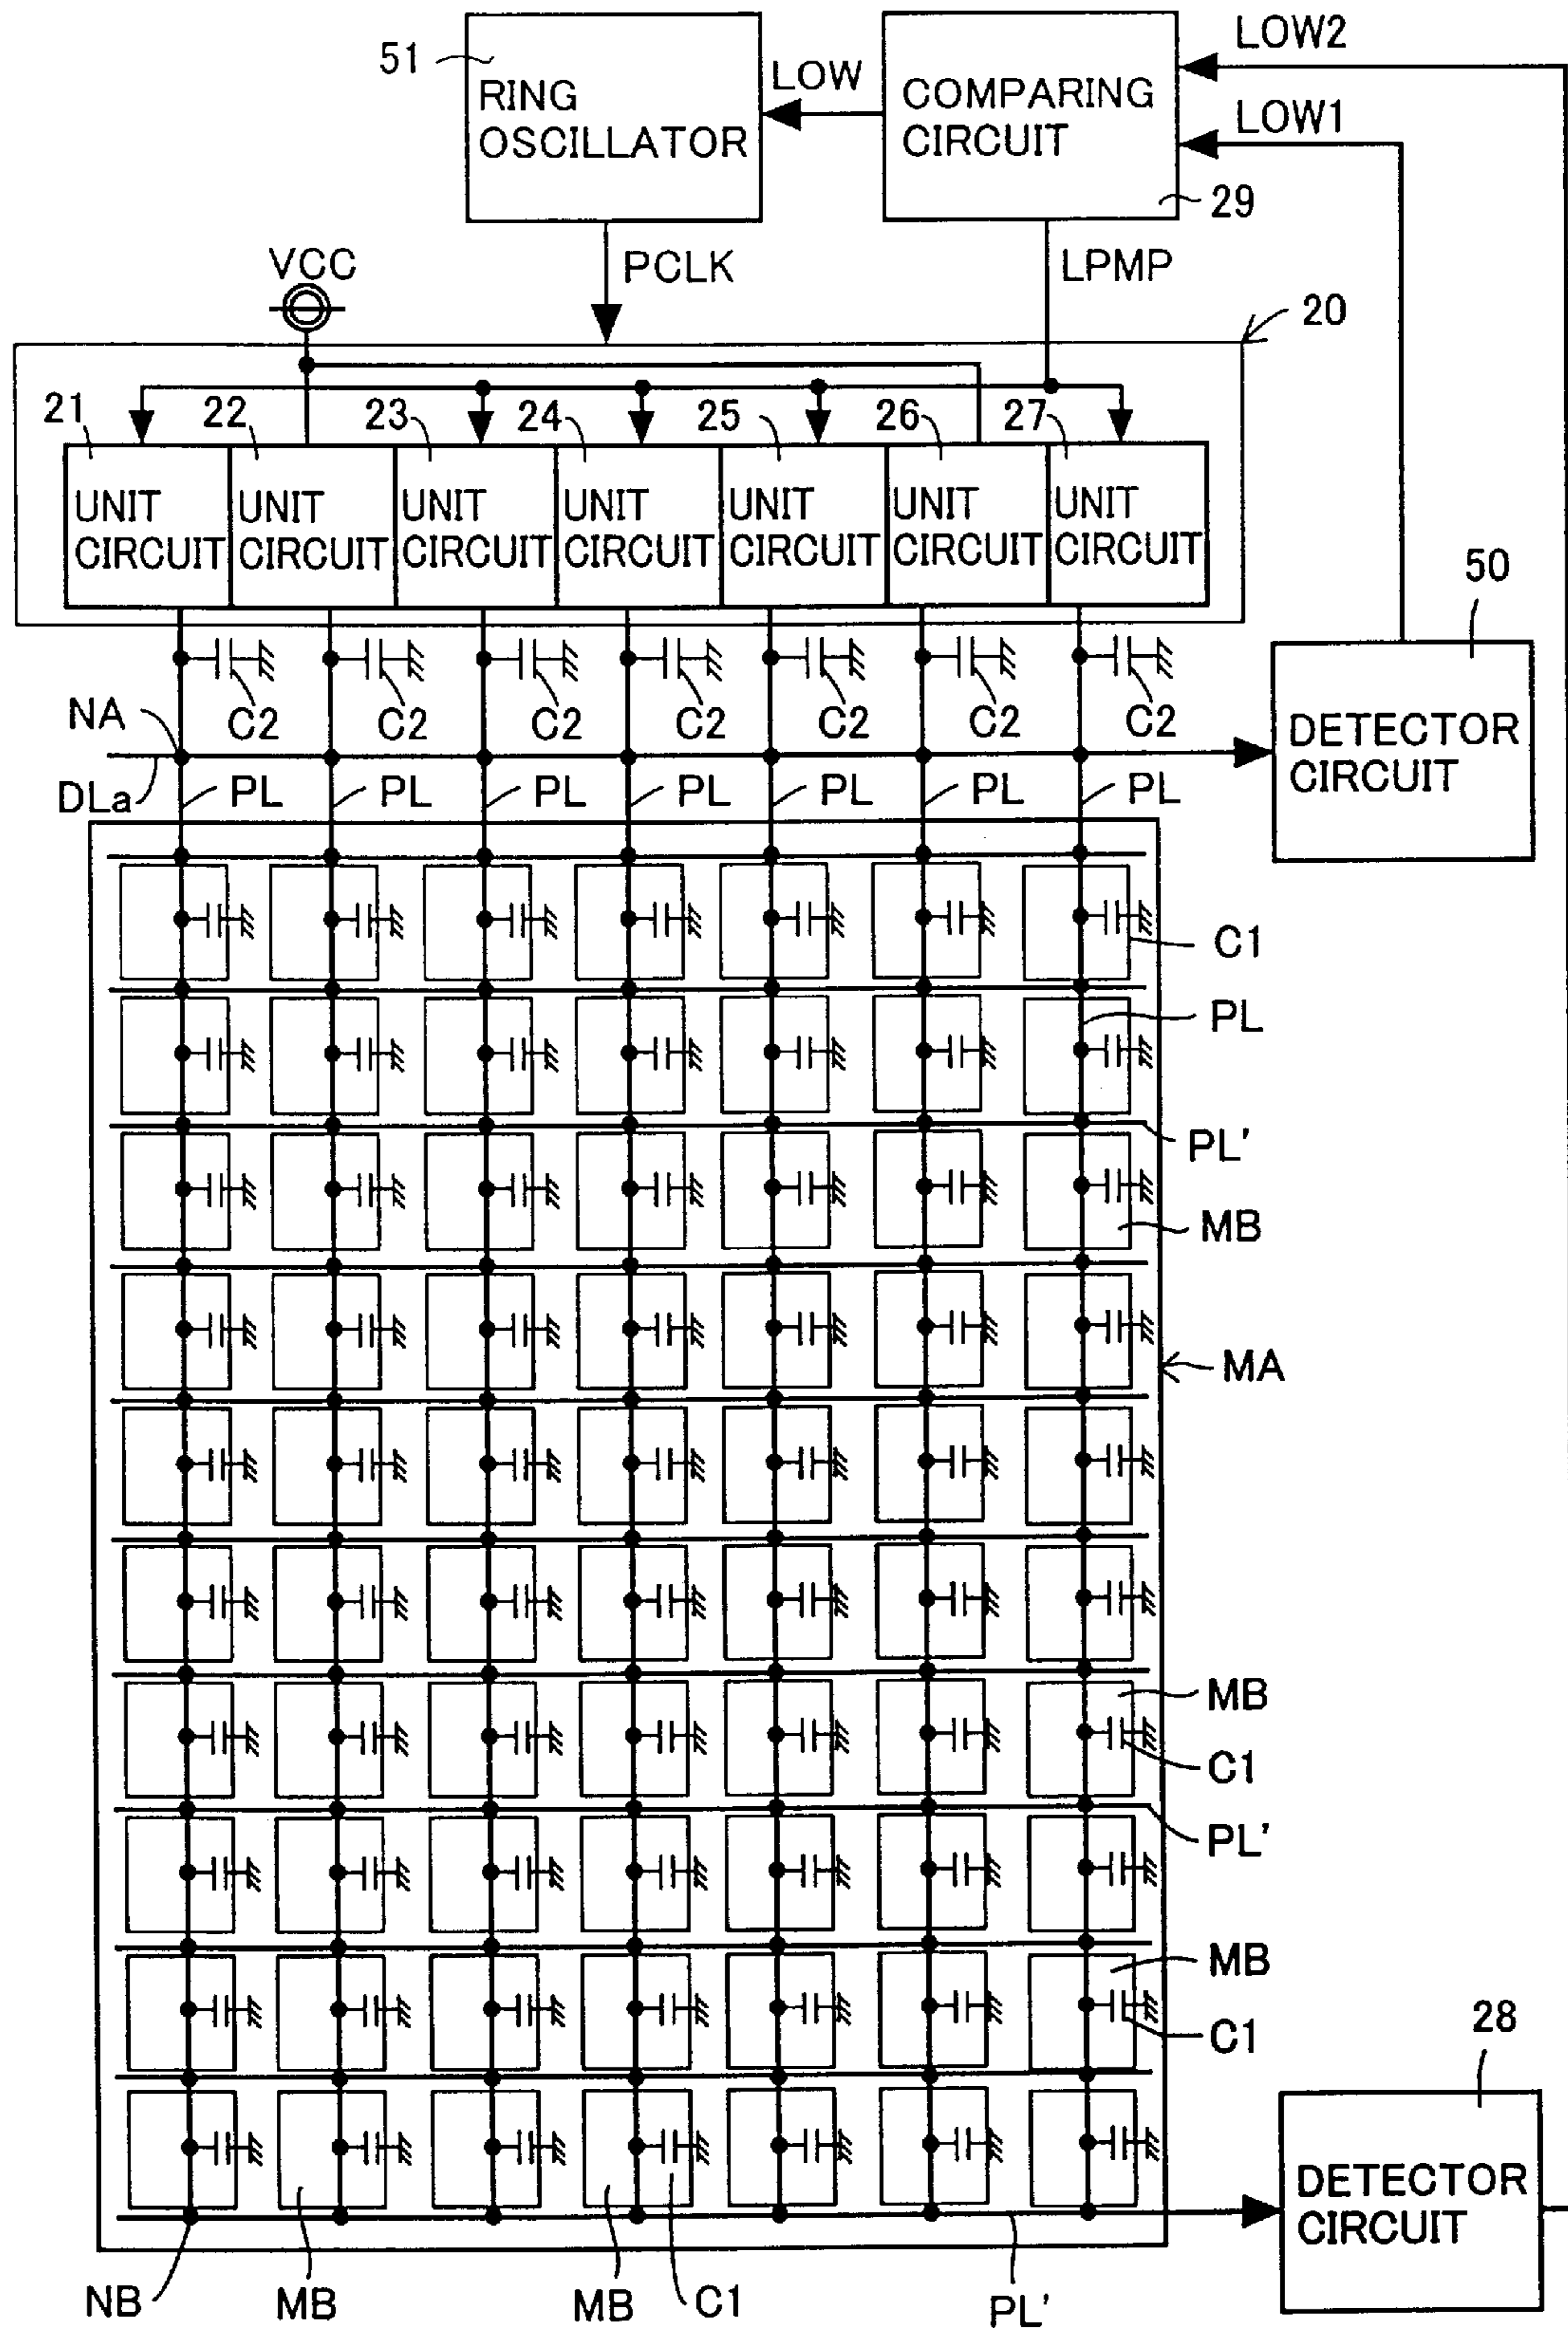 51
RING
OSCILLATOR
LOW
COMPARING
CIRCUIT
LOW2
LOW1
29
VCC
PCLK
LPMP
20
21
22
23
24
25
26
27
UNIT
CIRCUIT
UNIT
CIRCUIT
UNIT
CIRCUIT
UNIT
CIRCUIT
UNIT
CIRCUIT
UNIT
CIRCUIT
UNIT
CIRCUIT
50
DETECTOR
CIRCUIT
C2
C2
C2
C2
C2
C2
C2
NA
DLa
PL
PL
PL
PL
PL
PL
PL
C1
PL
PL'
MB
MA
MB
C1
PL'
MB
C1
28
DETECTOR
CIRCUIT
NB
MB
MB
C1
PL'